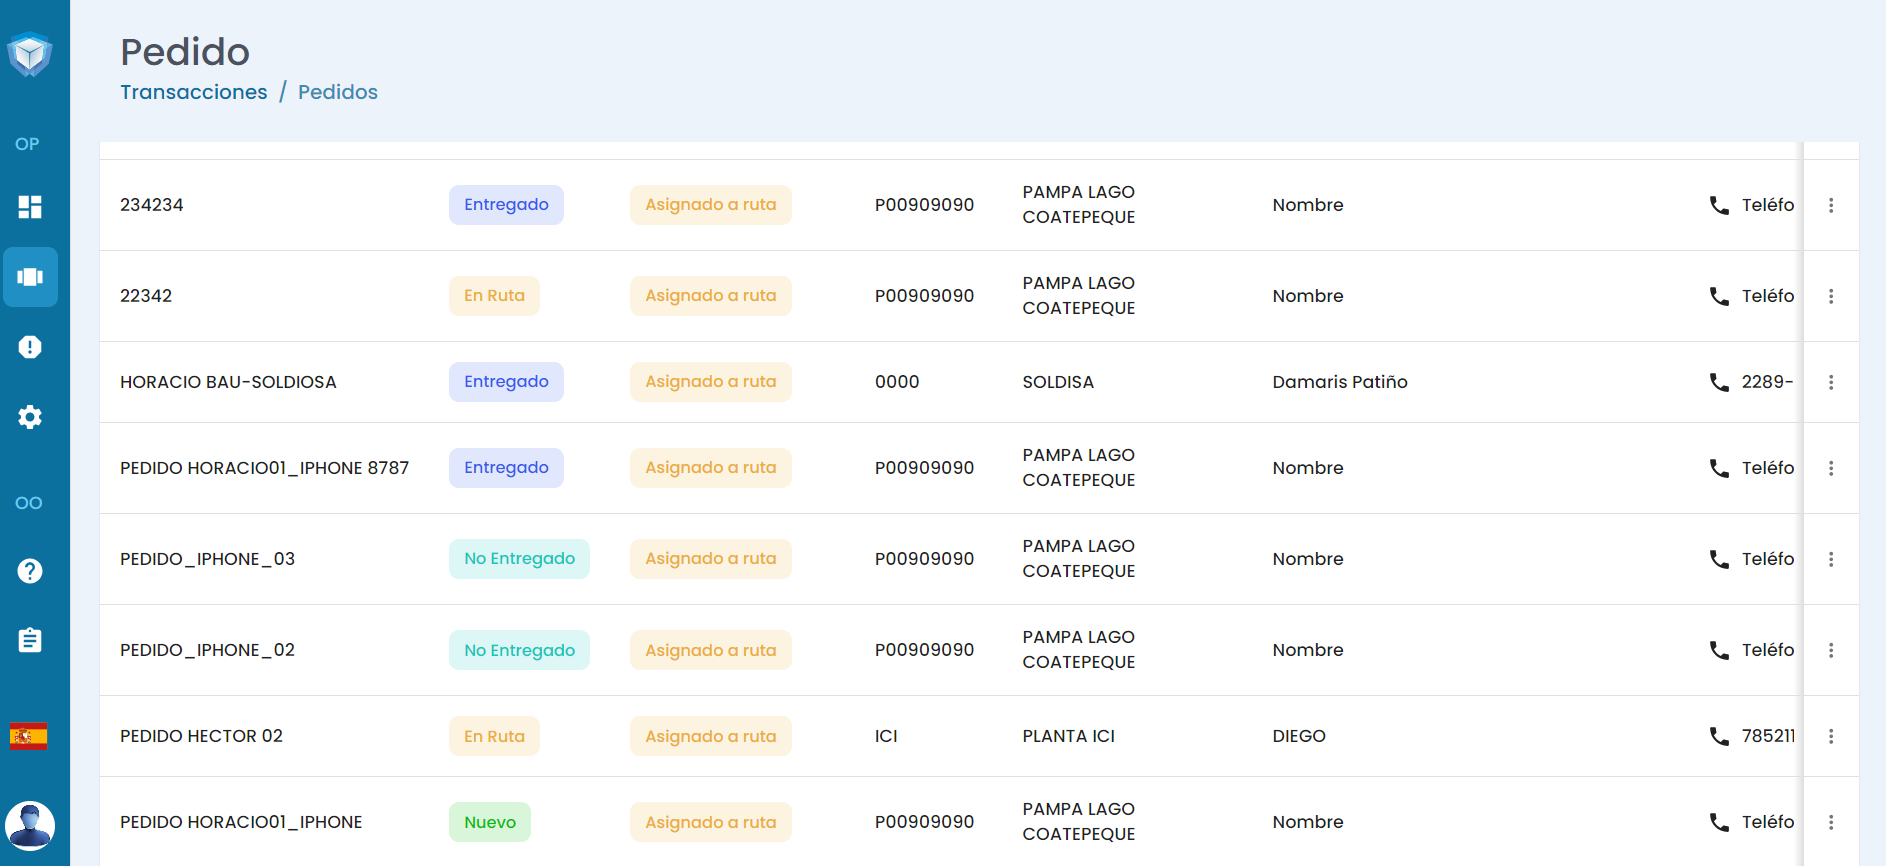 Pedido
Transacciones / Pedidos
OP
OO
234234 Entregado Asignado a ruta P00909090 PAMPA LAGO COATEPEQUE Nombre Teléfo
22342 En Ruta Asignado a ruta P00909090 PAMPA LAGO COATEPEQUE Nombre Teléfo
HORACIO BAU-SOLDIOSA Entregado Asignado a ruta 0000 SOLDISA Damaris Patiño 2289-
PEDIDO HORACIO01_IPHONE 8787 Entregado Asignado a ruta P00909090 PAMPA LAGO COATEPEQUE Nombre Teléfo
PEDIDO_IPHONE_03 No Entregado Asignado a ruta P00909090 PAMPA LAGO COATEPEQUE Nombre Teléfo
PEDIDO_IPHONE_02 No Entregado Asignado a ruta P00909090 PAMPA LAGO COATEPEQUE Nombre Teléfo
PEDIDO HECTOR 02 En Ruta Asignado a ruta ICI PLANTA ICI DIEGO 785211
PEDIDO HORACIO01_IPHONE Nuevo Asignado a ruta P00909090 PAMPA LAGO COATEPEQUE Nombre Teléfo